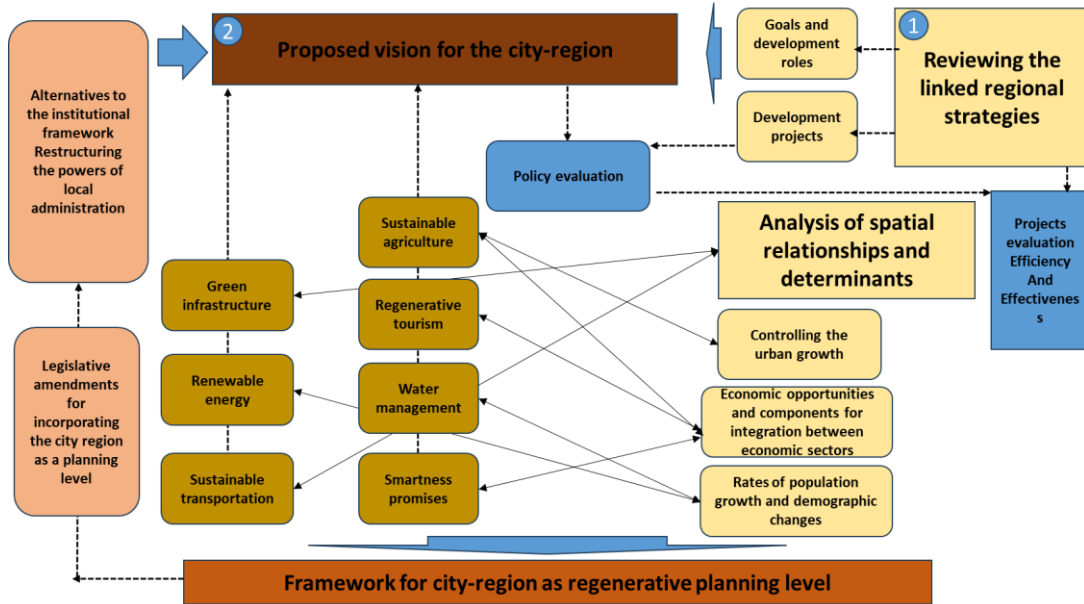 2
Proposed vision for the city-region
Goals and
development
roles
1
Reviewing the
linked regional
strategies
Alternatives to
the institutional
framework
Restructuring
the powers of
local
administration
Development
projects
Policy evaluation
Projects
evaluation
Efficiency
And
Effectivenes
s
Analysis of spatial
relationships and
determinants
Sustainable
agriculture
Green
infrastructure
Regenerative
tourism
Controlling the
urban growth
Legislative
amendments
for
incorporating
the city region
as a planning
level
Renewable
energy
Water
management
Economic opportunities
and components for
integration between
economic sectors
Sustainable
transportation
Smartness
promises
Rates of population
growth and demographic
changes
Framework for city-region as regenerative planning level